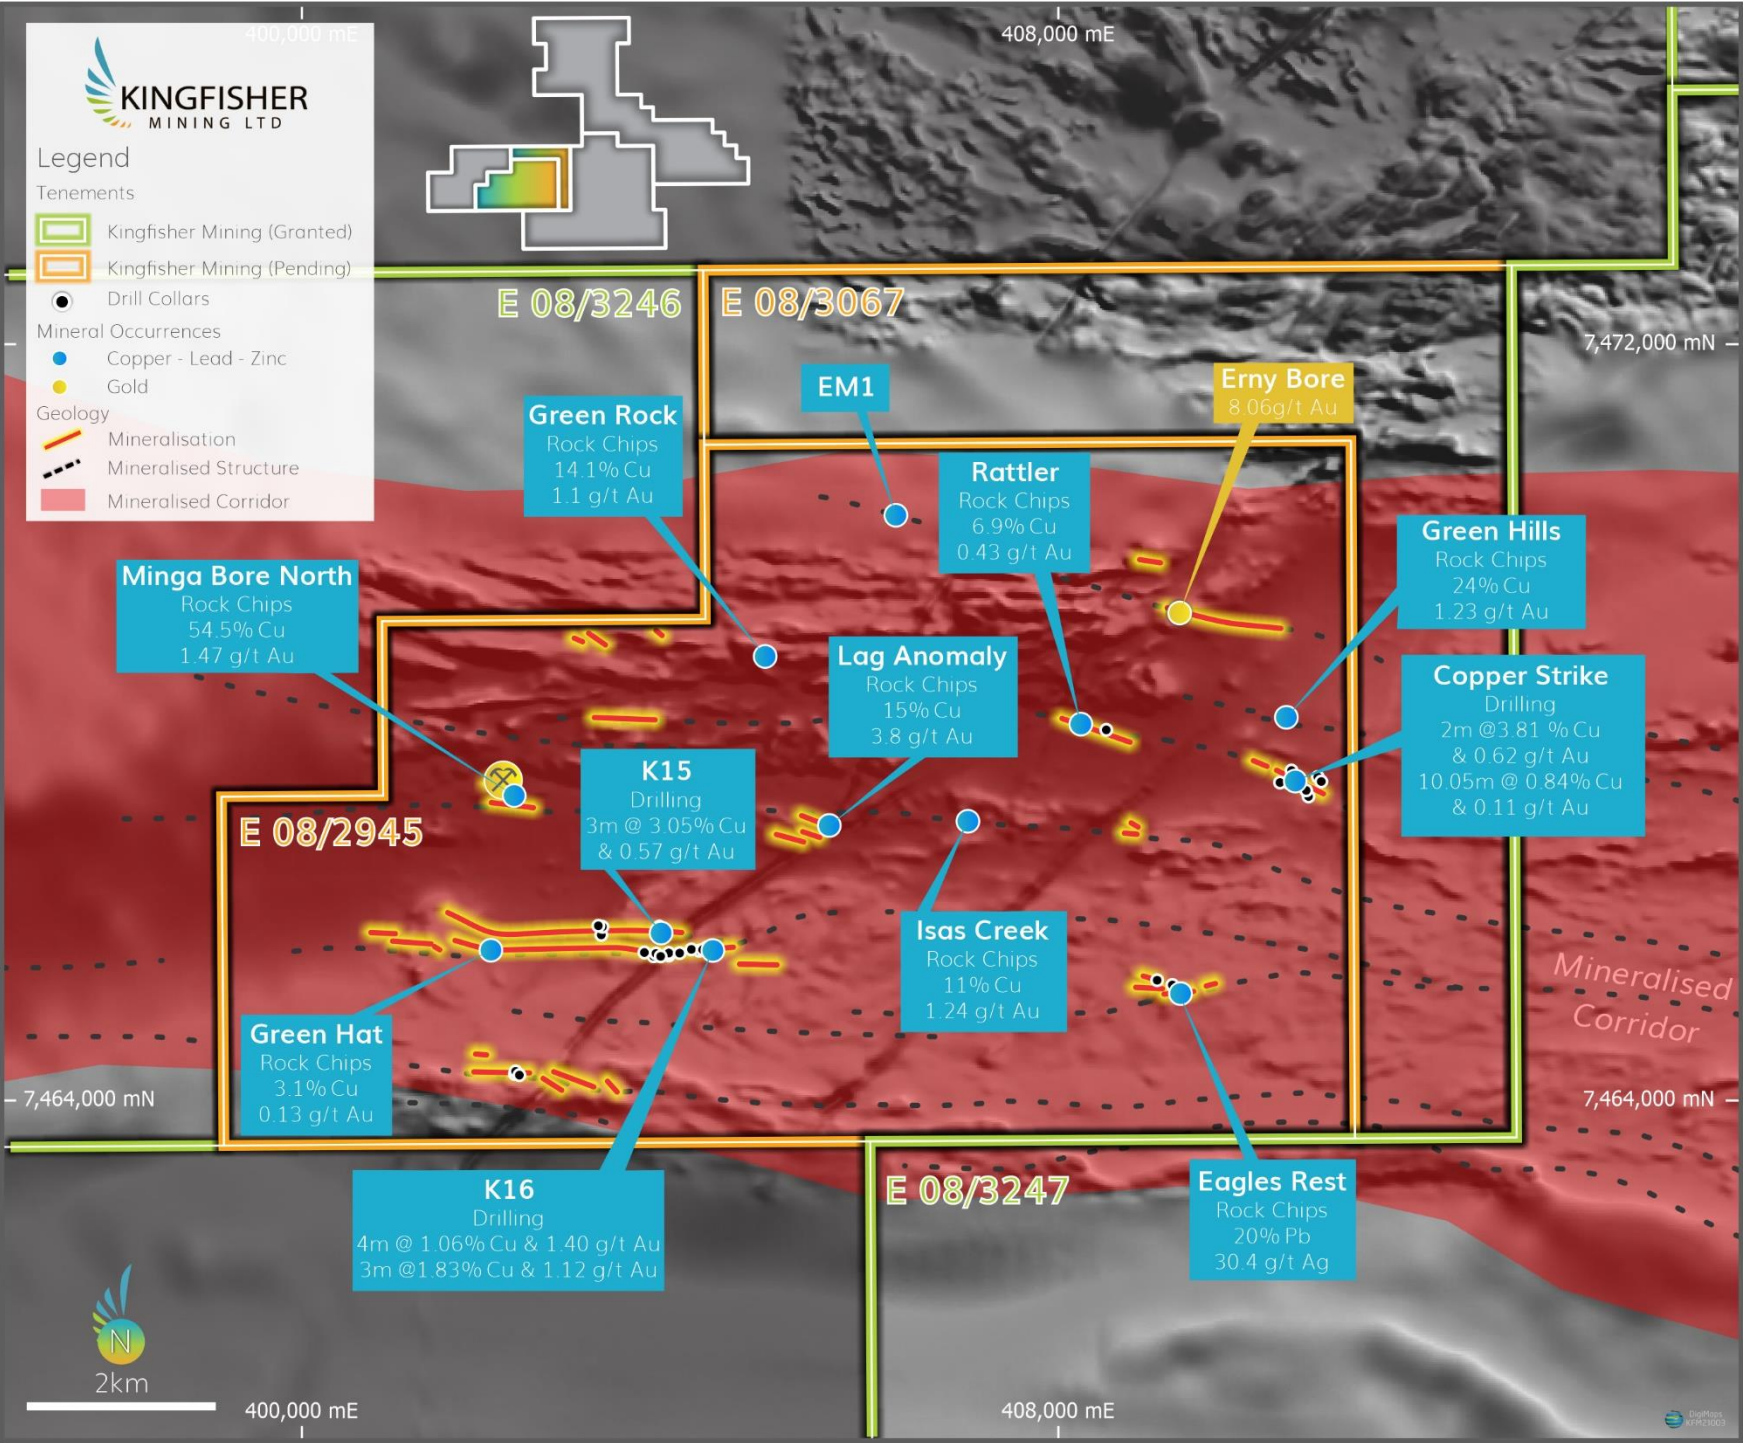 400,000 mE
408,000 mE
KINGFISHER
MINING LTD
Legend
Tenements
Kingfisher Mining (Granted)
Kingfisher Mining (Pending)
Drill Collars
Mineral Occurrences
Copper - Lead - Zinc
Gold
Geology
Mineralisation
Mineralised Structure
Mineralised Corridor
E 08/3246
E 08/3067
7,472,000 mN
EM1
Erny Bore
8.06g/t Au
Green Rock
Rock Chips
14.1% Cu
1.1 g/t Au
Rattler
Rock Chips
6.9% Cu
0.43 g/t Au
Green Hills
Rock Chips
24% Cu
1.23 g/t Au
Minga Bore North
Rock Chips
54.5% Cu
1.47 g/t Au
Lag Anomaly
Rock Chips
15% Cu
3.8 g/t Au
Copper Strike
Drilling
2m @3.81 % Cu
& 0.62 g/t Au
10.05m @ 0.84% Cu
& 0.11 g/t Au
K15
Drilling
3m @ 3.05% Cu
& 0.57 g/t Au
E 08/2945
Isas Creek
Rock Chips
11% Cu
1.24 g/t Au
Mineralised
Corridor
Green Hat
Rock Chips
3.1% Cu
0.13 g/t Au
7,464,000 mN
7,464,000 mN
K16
Drilling
4m @ 1.06% Cu & 1.40 g/t Au
3m @1.83% Cu & 1.12 g/t Au
E 08/3247
Eagles Rest
Rock Chips
20% Pb
30.4 g/t Ag
N
2km
400,000 mE
408,000 mE
DigiMaps